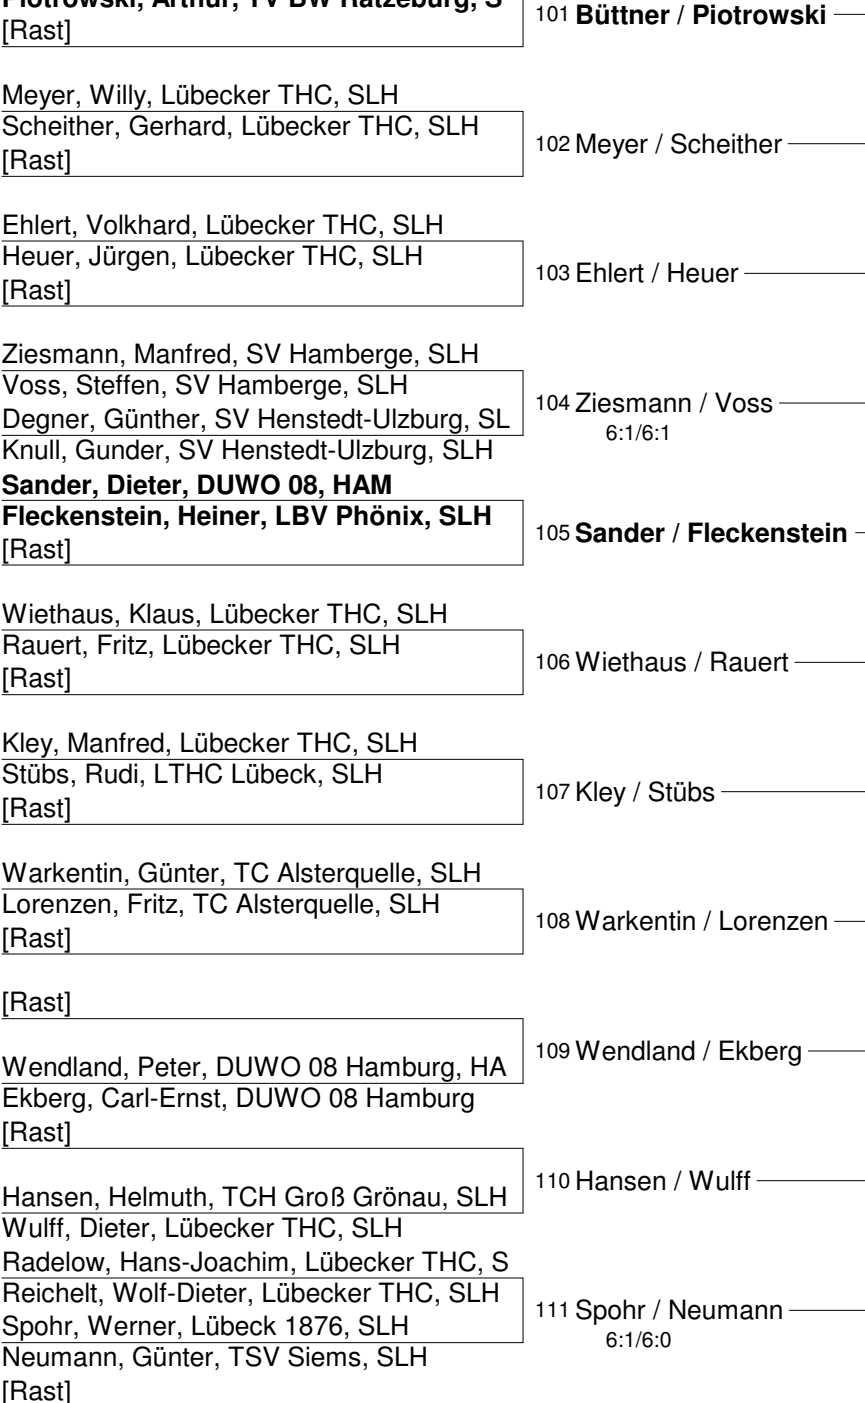 Piotrowski, Arthur, TV BW Ratzeburg, S
[Rast]
101 Büttner / Piotrowski
Meyer, Willy, Lübecker THC, SLH
Scheither, Gerhard, Lübecker THC, SLH
[Rast]
102 Meyer / Scheither
Ehlert, Volkhard, Lübecker THC, SLH
Heuer, Jürgen, Lübecker THC, SLH
[Rast]
103 Ehlert / Heuer
Ziesmann, Manfred, SV Hamberge, SLH
Voss, Steffen, SV Hamberge, SLH
Degner, Günther, SV Henstedt-Ulzburg, SL
Knull, Gunder, SV Henstedt-Ulzburg, SLH
104 Ziesmann / Voss
6:1/6:1
Sander, Dieter, DUWO 08, HAM
Fleckenstein, Heiner, LBV Phönix, SLH
[Rast]
105 Sander / Fleckenstein
Wiethaus, Klaus, Lübecker THC, SLH
Rauert, Fritz, Lübecker THC, SLH
[Rast]
106 Wiethaus / Rauert
Kley, Manfred, Lübecker THC, SLH
Stübs, Rudi, LTHC Lübeck, SLH
[Rast]
107 Kley / Stübs
Warkentin, Günter, TC Alsterquelle, SLH
Lorenzen, Fritz, TC Alsterquelle, SLH
[Rast]
108 Warkentin / Lorenzen
[Rast]
Wendland, Peter, DUWO 08 Hamburg, HA
Ekberg, Carl-Ernst, DUWO 08 Hamburg
109 Wendland / Ekberg
[Rast]
Hansen, Helmuth, TCH Groß Grönau, SLH
Wulff, Dieter, Lübecker THC, SLH
110 Hansen / Wulff
Radelow, Hans-Joachim, Lübecker THC, S
Reichelt, Wolf-Dieter, Lübecker THC, SLH
Spohr, Werner, Lübeck 1876, SLH
Neumann, Günter, TSV Siems, SLH
111 Spohr / Neumann
6:1/6:0
[Rast]